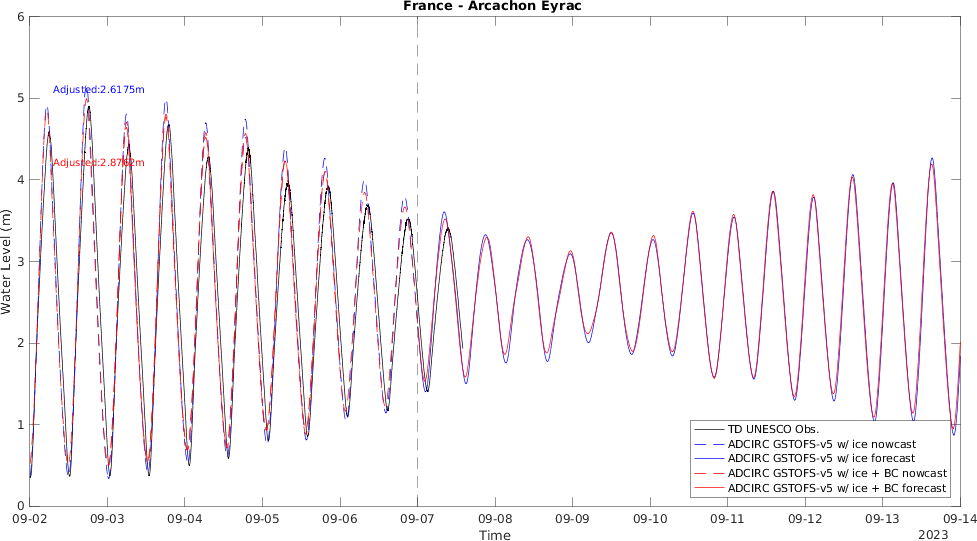 France - Arcachon Eyrac
6
5
4
3
2
1
0
Water Level (m)
Adjusted:2.6175m
Adjusted:2.8762m
TD UNESCO Obs.
ADCIRC GSTOFS-v5 w/ ice nowcast
ADCIRC GSTOFS-v5 w/ ice forecast
ADCIRC GSTOFS-v5 w/ ice + BC nowcast
ADCIRC GSTOFS-v5 w/ ice + BC forecast
09-02 09-03 09-04 09-05 09-06 09-07 09-08 09-09 09-10 09-11 09-12 09-13 09-14
Time
2023